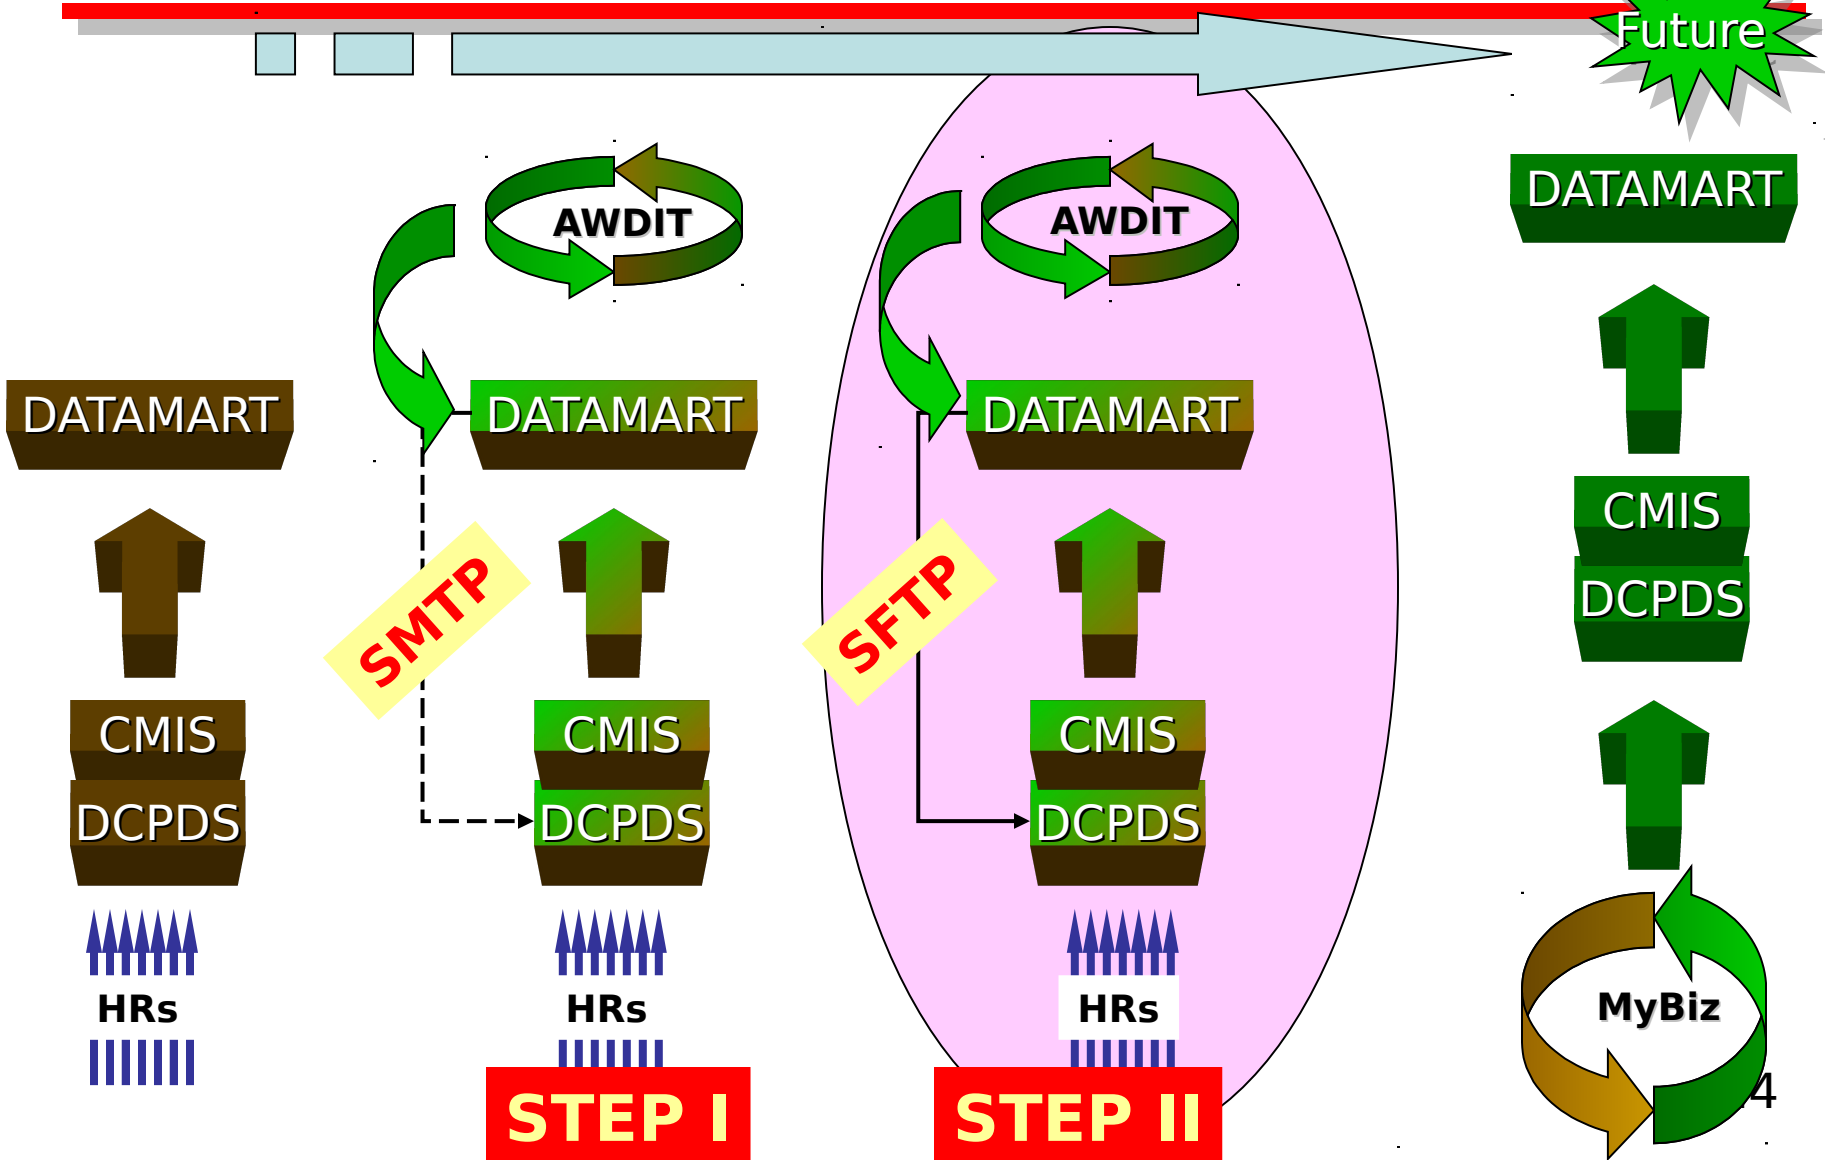 Future
AWDIT
AWDIT
DATAMART
DATAMART
DATAMART
DATAMART
SMTP
SFTP
CMIS
DCPDS
CMIS
DCPDS
CMIS
DCPDS
CMIS
DCPDS
HRs
HRs
HRs
MyBiz
STEP I
STEP II